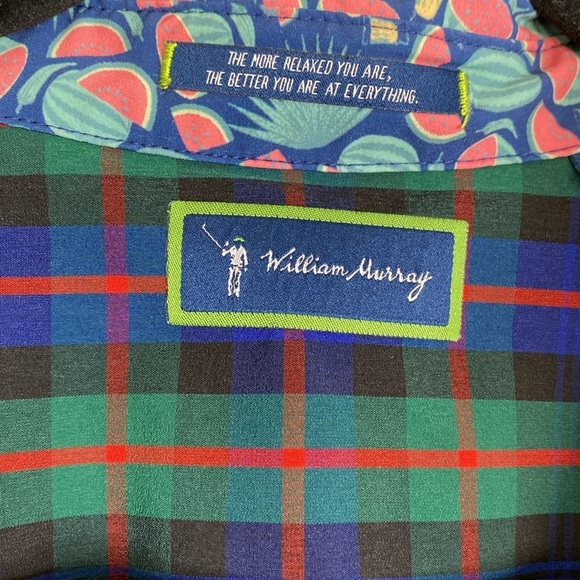 THE MORE RELAXED YOU ARE,
THE BETTER YOU ARE AT EVERYTHING.
William Murray